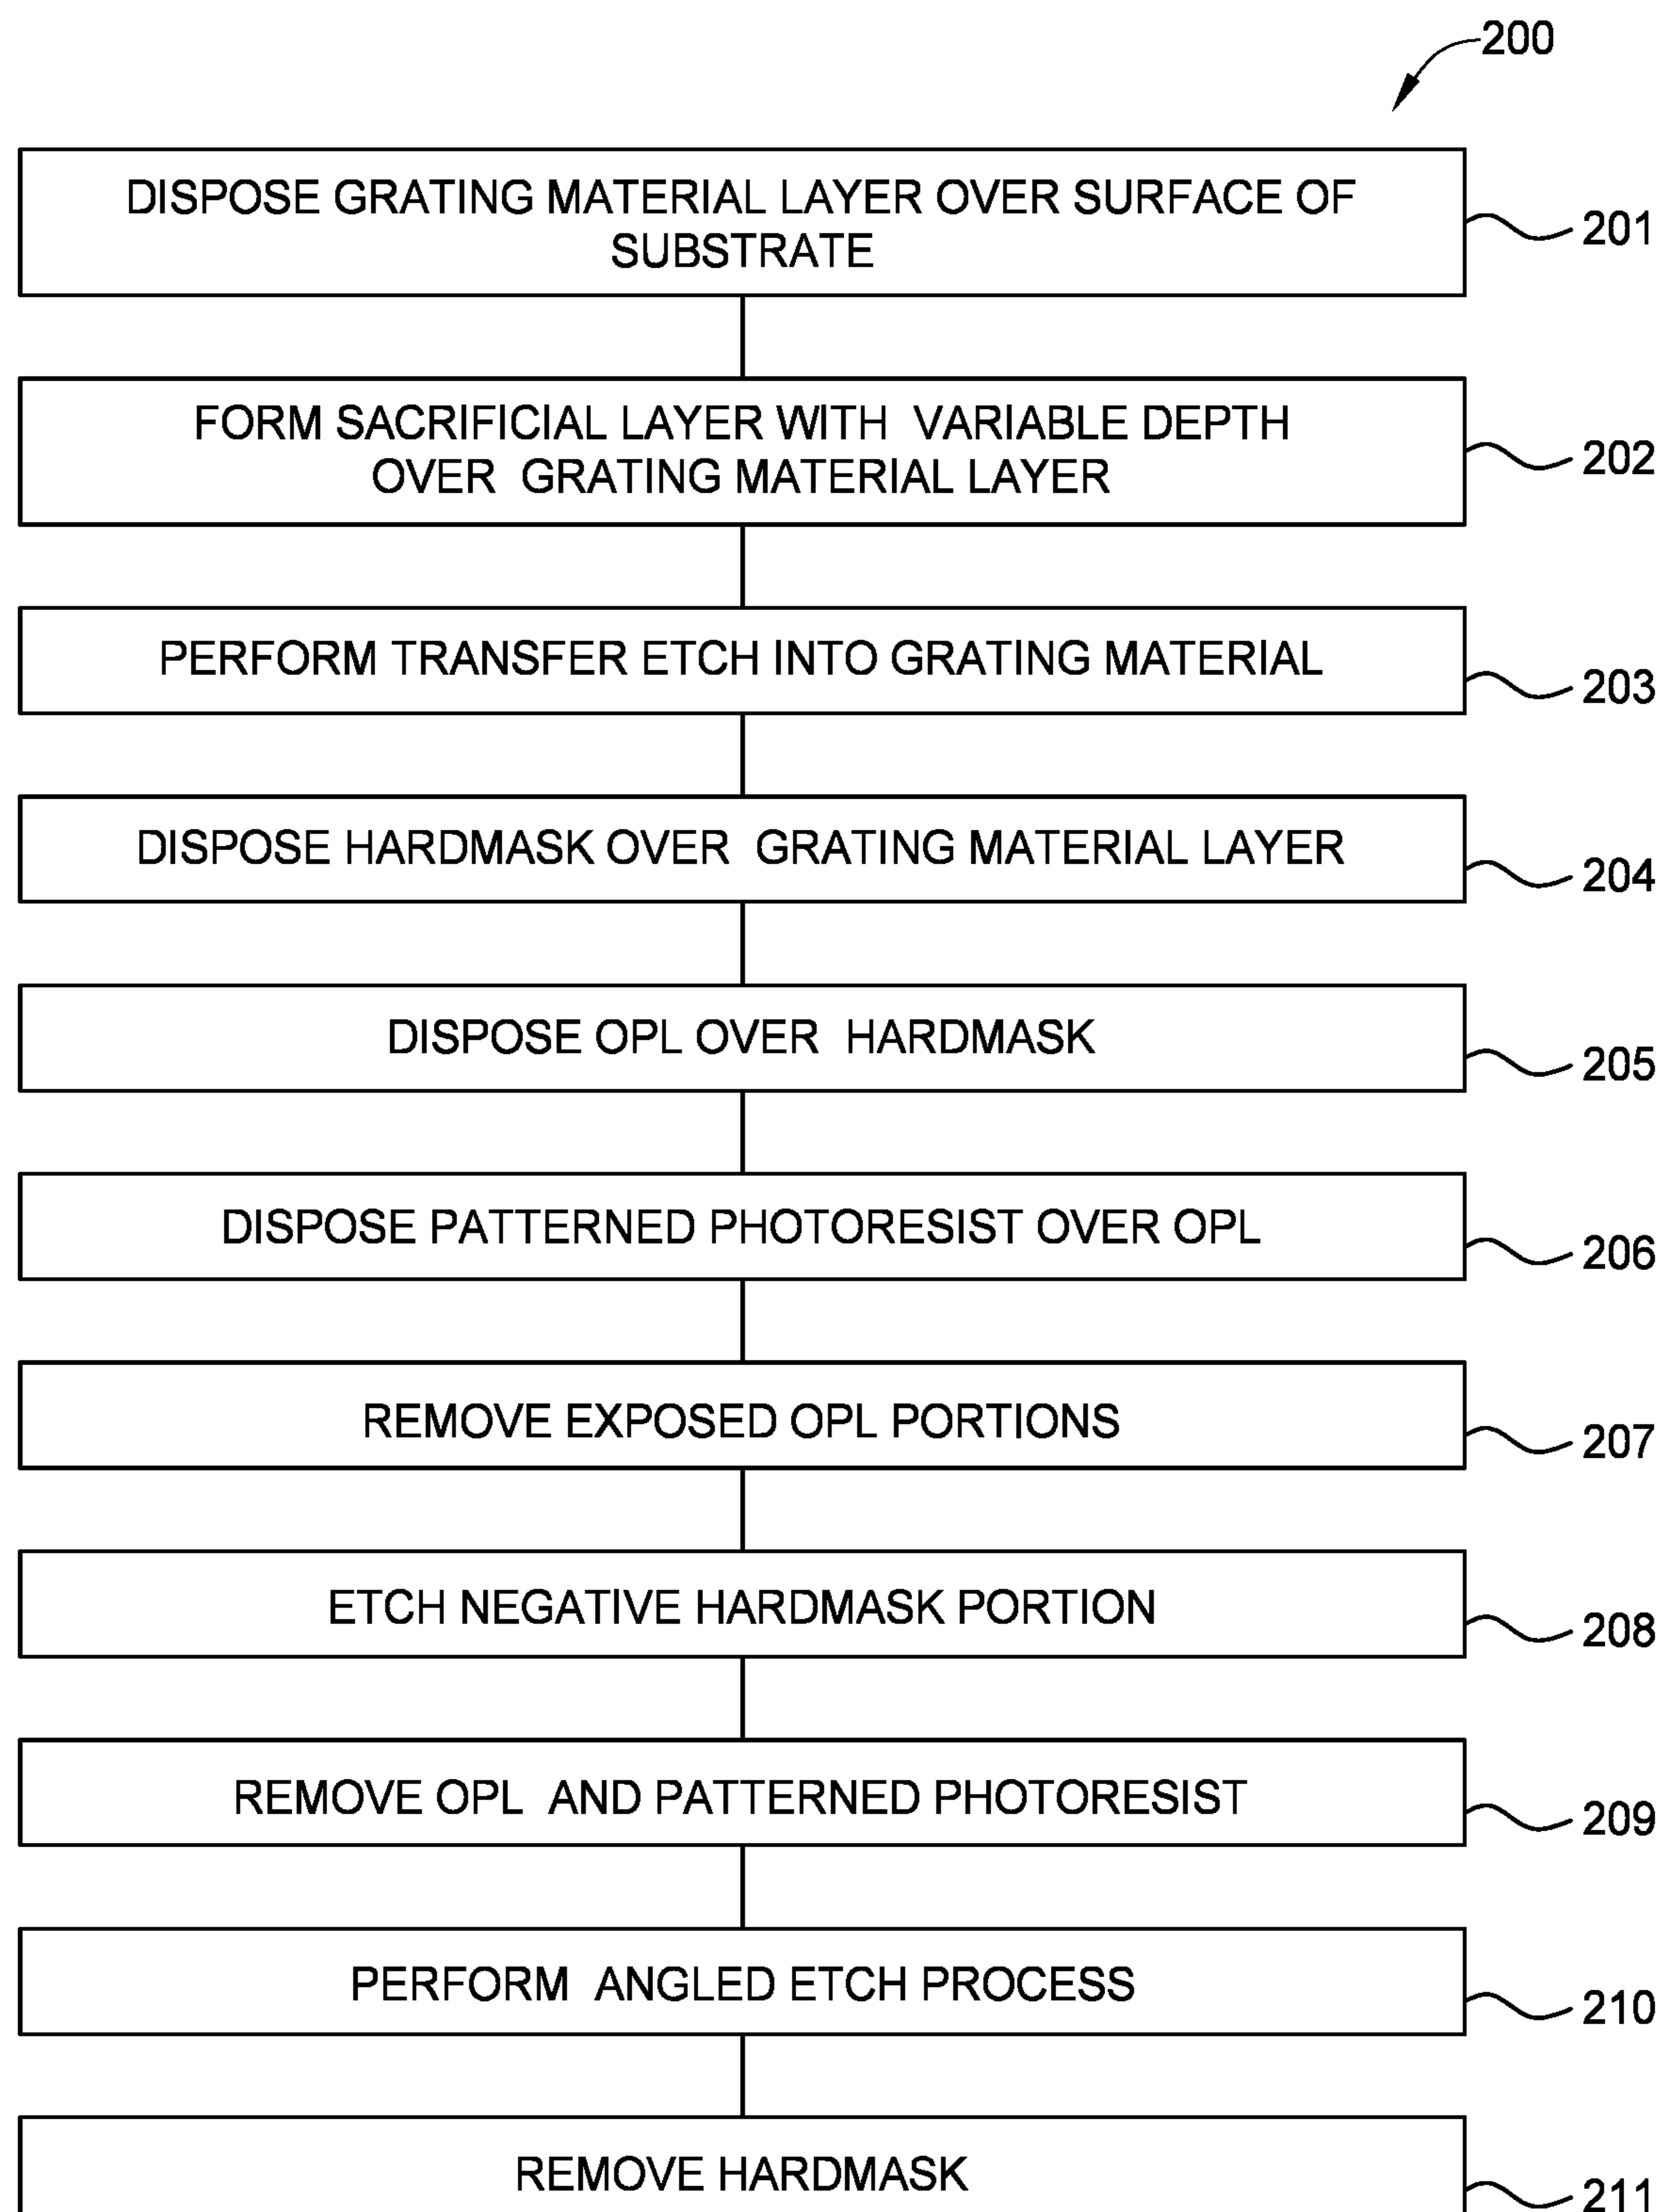 200
DISPOSE GRATING MATERIAL LAYER OVER SURFACE OF
SUBSTRATE
201
FORM SACRIFICIAL LAYER WITH VARIABLE DEPTH
OVER GRATING MATERIAL LAYER
202
PERFORM TRANSFER ETCH INTO GRATING MATERIAL
203
DISPOSE HARDMASK OVER GRATING MATERIAL LAYER
204
DISPOSE OPL OVER HARDMASK
205
DISPOSE PATTERNED PHOTORESIST OVER OPL
206
REMOVE EXPOSED OPL PORTIONS
207
ETCH NEGATIVE HARDMASK PORTION
208
REMOVE OPL AND PATTERNED PHOTORESIST
209
PERFORM ANGLED ETCH PROCESS
210
REMOVE HARDMASK
211